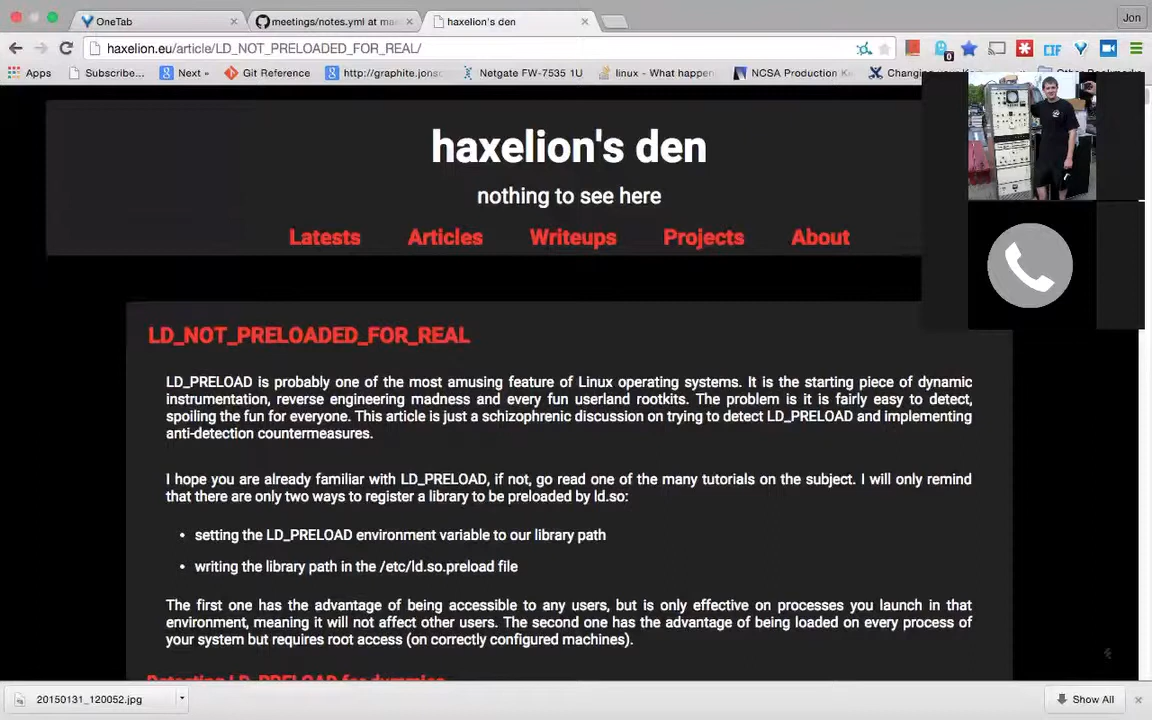 OneTab
meetings/notes.yml at ma
haxelion's den
Jon
haxelion.eu/article/LD_NOT_PRELOADED_FOR_REAL/
CIF
0
Apps
Subscribe...
Next »
Git Reference
http://graphite.jons
Netgate FW-7535 1U
linux - What happen
NCSA Production
Changing
Other Bookmarks
haxelion's den
nothing to see here
Latests Articles Writeups Projects About
LD_NOT_PRELOADED_FOR_REAL
LD_PRELOAD is probably one of the most amusing feature of Linux operating systems. It is the starting piece of dynamic
instrumentation, reverse engineering madness and every fun userland rootkits. The problem is it is fairly easy to detect,
spoiling the fun for everyone. This article is just a schizophrenic discussion on trying to detect LD_PRELOAD and implementing
anti-detection countermeasures.
I hope you are already familiar with LD_PRELOAD, if not, go read one of the many tutorials on the subject. I will only remind
that there are only two ways to register a library to be preloaded by ld.so:
• setting the LD_PRELOAD environment variable to our library path
• writing the library path in the /etc/ld.so.preload file
The first one has the advantage of being accessible to any users, but is only effective on processes you launch in that
environment, meaning it will not affect other users. The second one has the advantage of being loaded on every process of
your system but requires root access (on correctly configured machines).
Detecting LD_PRELOAD for dummies
20150131_120052.jpg
Show All